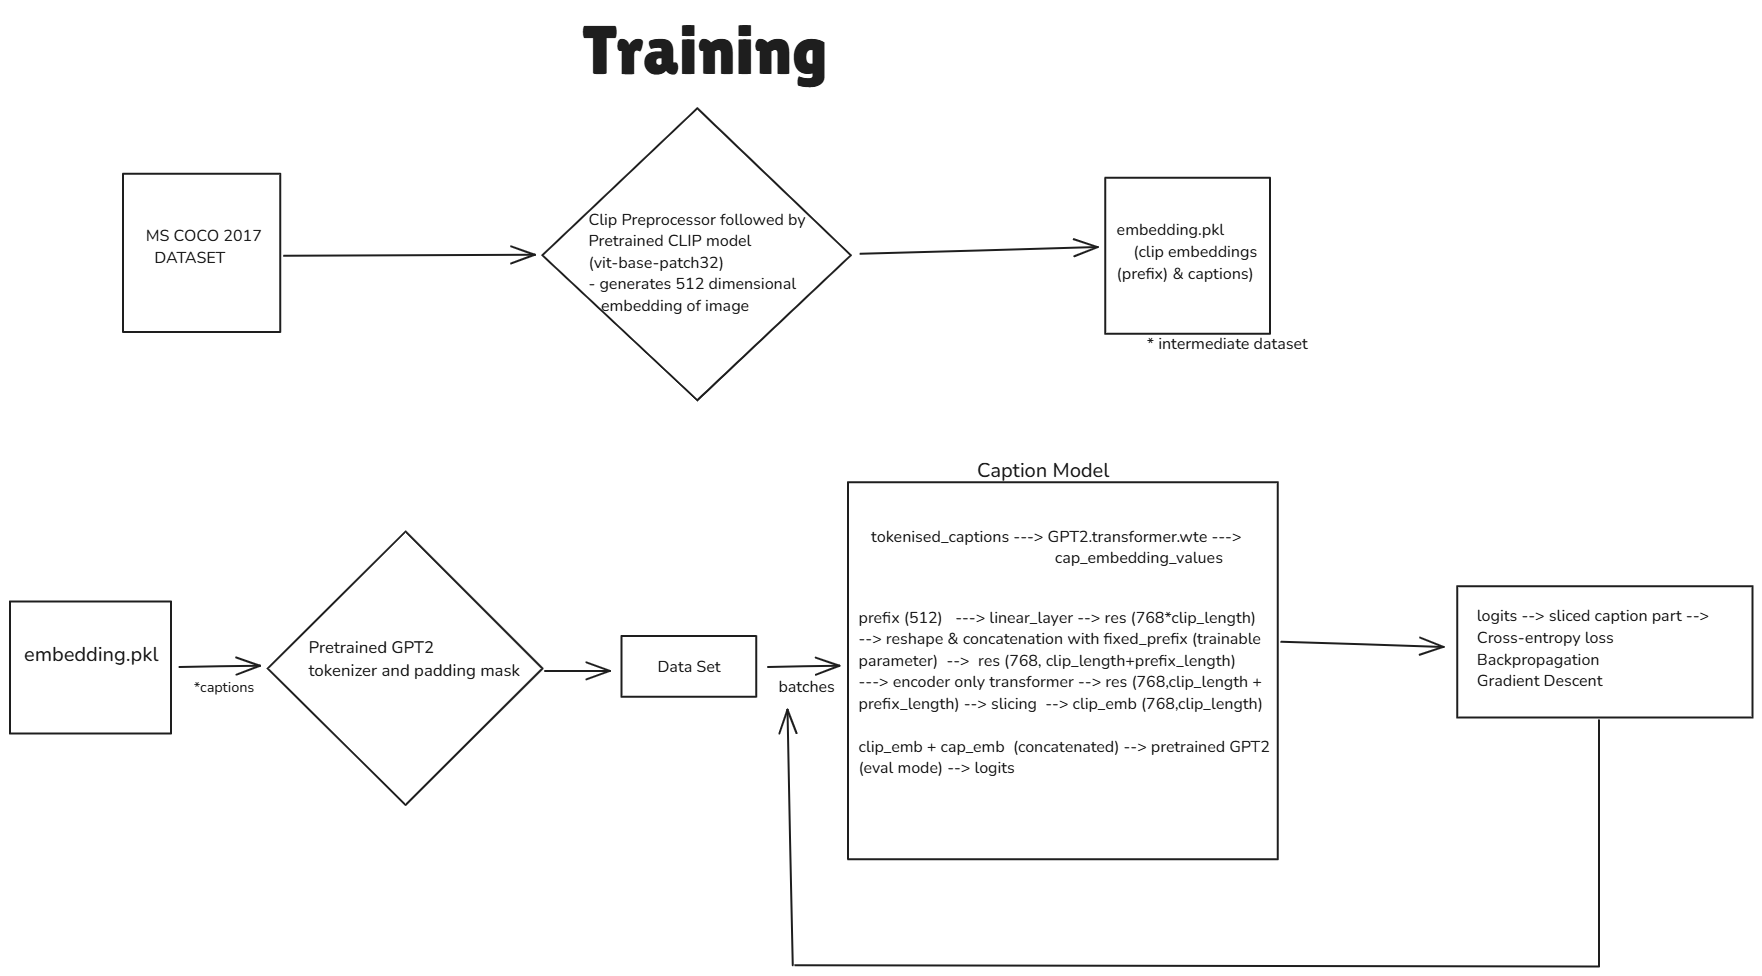 Training
MS COCO 2017
DATASET
Clip Preprocessor followed by
Pretrained CLIP model
(vit-base-patch32)
- generates 512 dimensional
embedding of image
embedding.pkl
(clip embeddings
(prefix) & captions)
* intermediate dataset
embedding.pkl
*captions
Pretrained GPT2
tokenizer and padding mask
Data Set
batches
Caption Model
tokenised_captions ---> GPT2.transformer.wte --->
cap_embedding_values
prefix (512)   ---> linear_layer --> res (768*clip_length)
--> reshape & concatenation with fixed_prefix (trainable
parameter)  -->  res (768, clip_length+prefix_length)
---> encoder only transformer --> res (768,clip_length +
prefix_length) --> slicing  --> clip_emb (768,clip_length)
clip_emb + cap_emb  (concatenated) --> pretrained GPT2
(eval mode) --> logits
logits --> sliced caption part -->
Cross-entropy loss
Backpropagation
Gradient Descent